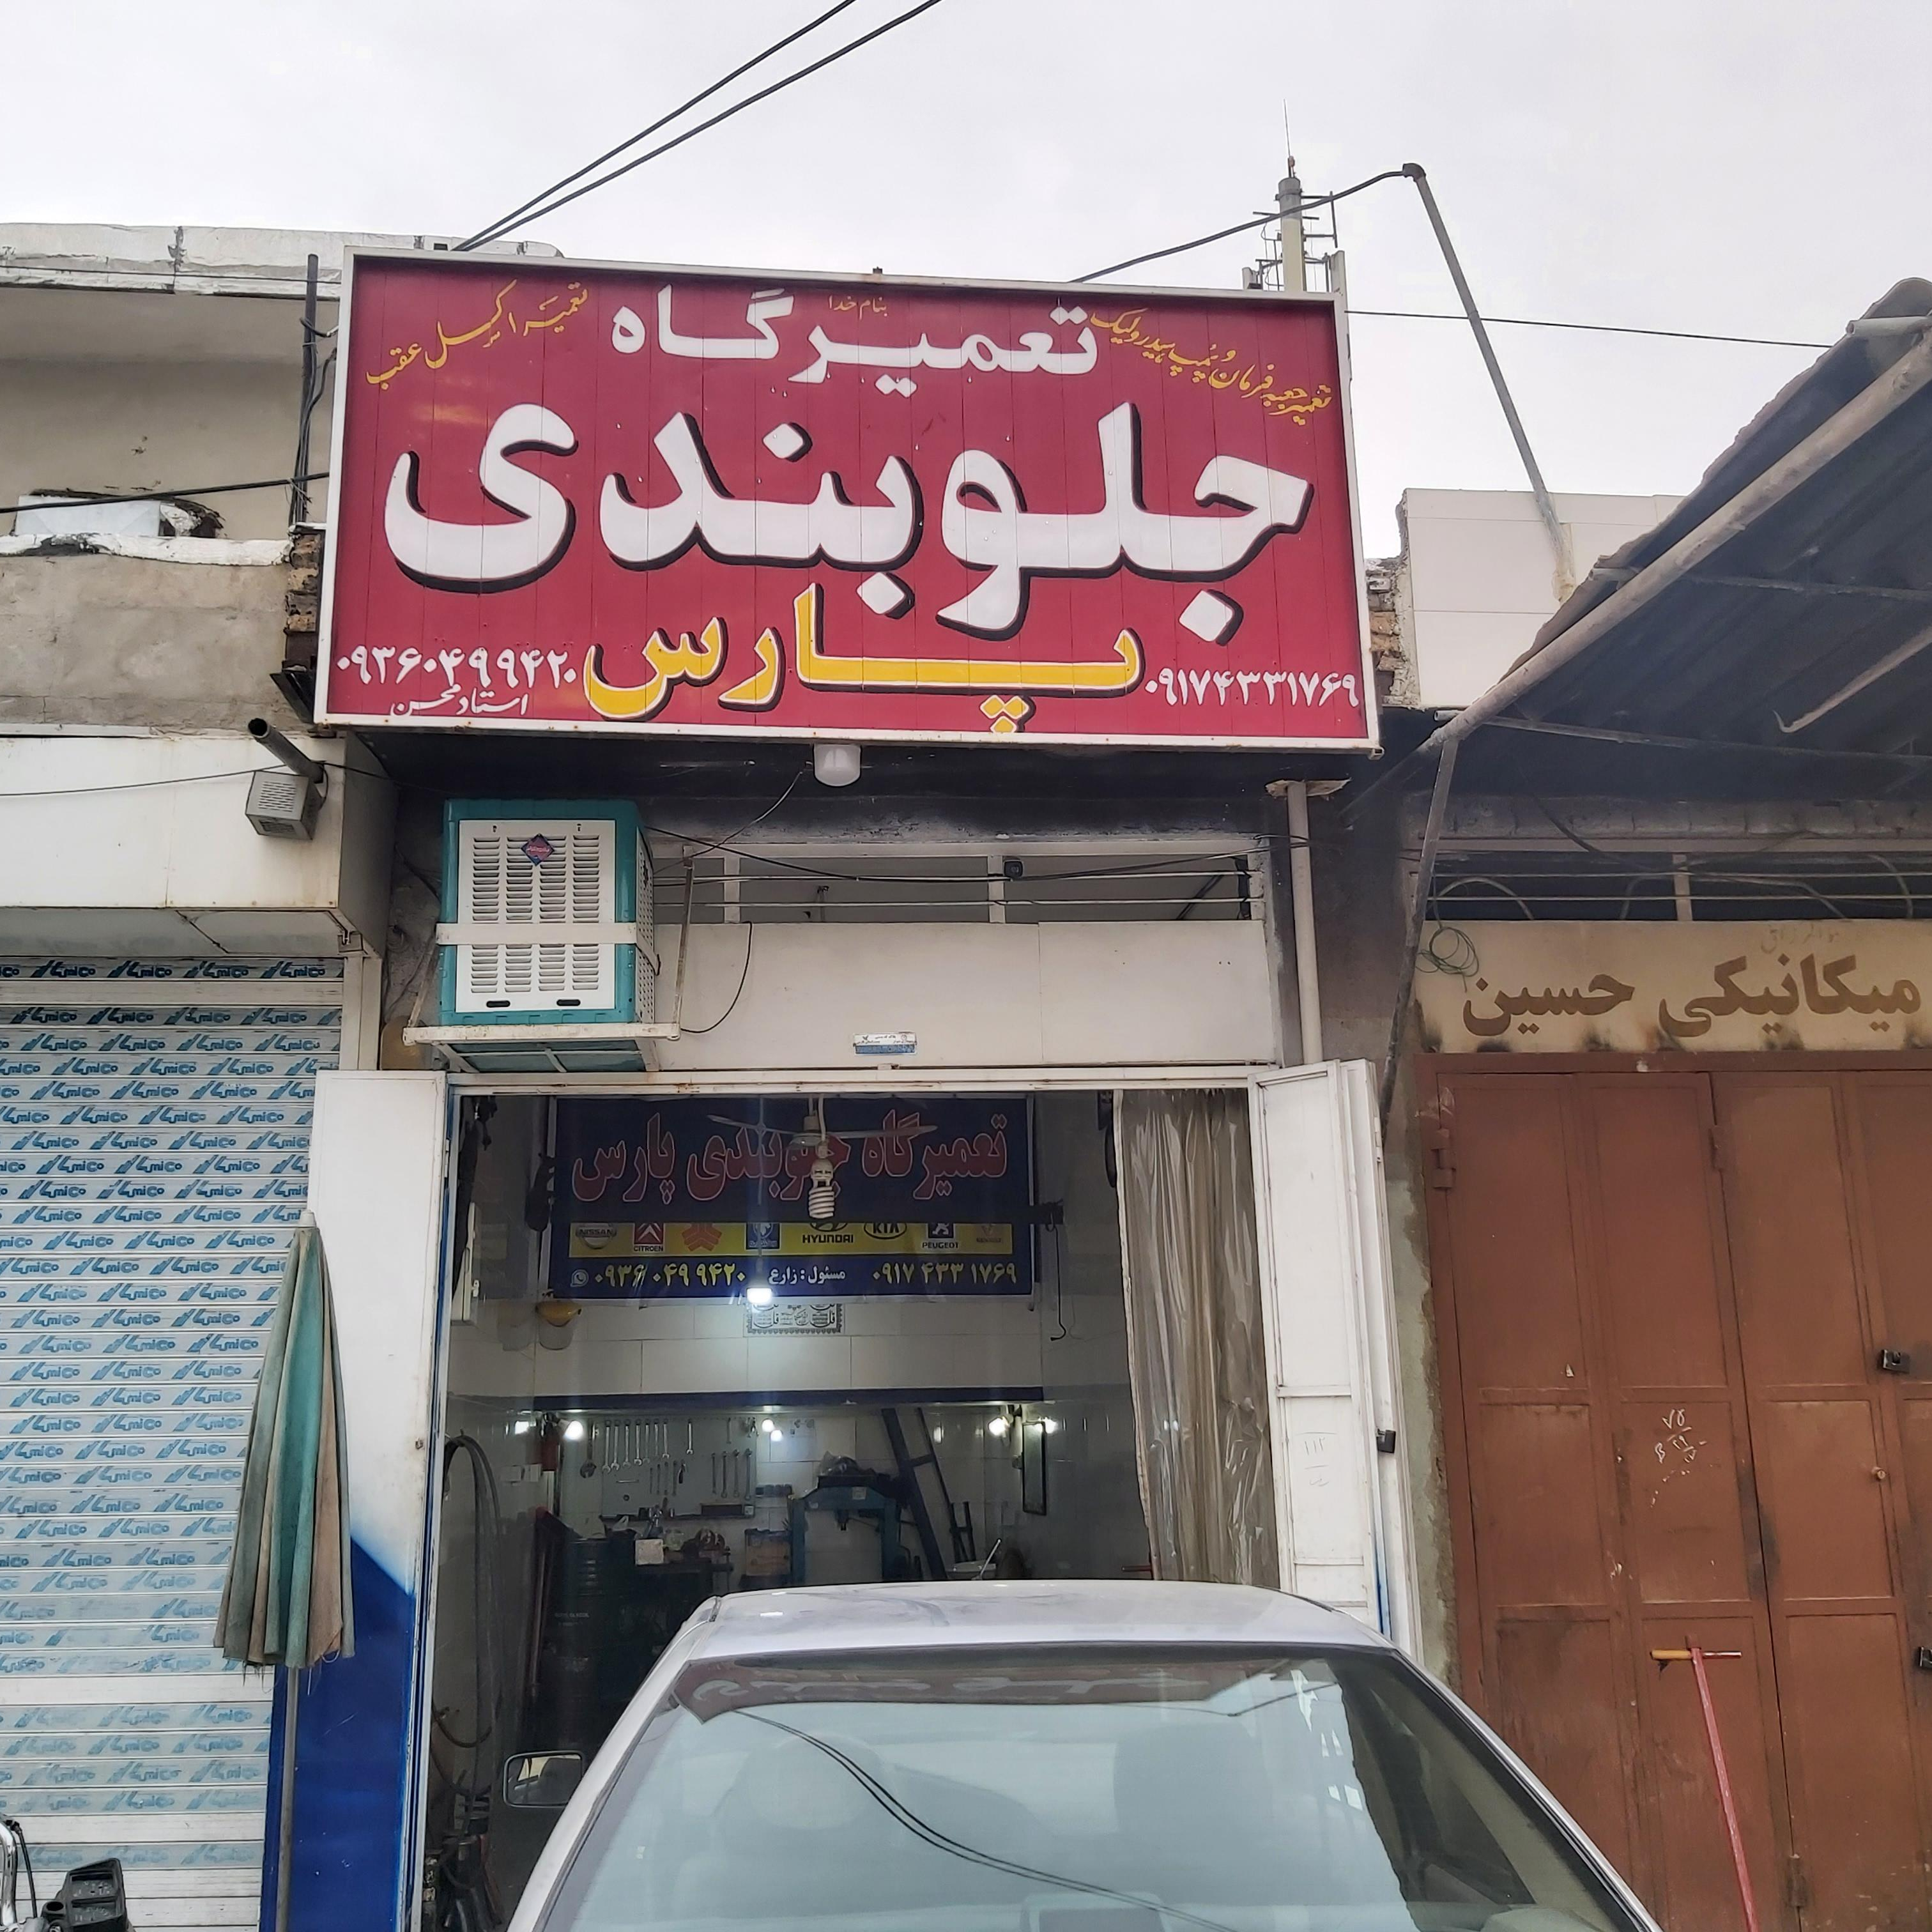 بنام خدا
تعمیرگاه
تعمیر جعبه فرمان و پمپ هیدرولیک
تعمیر اکسل عقب
جلوبندی
پارس
۰۹۱۷۴۳۳۱۷۶۹
۰۹۳۶۰۴۹۹۴۲۰
استاد محسن
میکانیکی حسین
تعمیرگاه جلوبندی پارس
NISSAN CITROEN HYUNDAI KIA PEUGEOT
۰۹۱۷ ۴۳۳ ۱۷۶۹ مسئول : زارع ۰۹۳۶ ۰۴۹ ۹۴۲۰